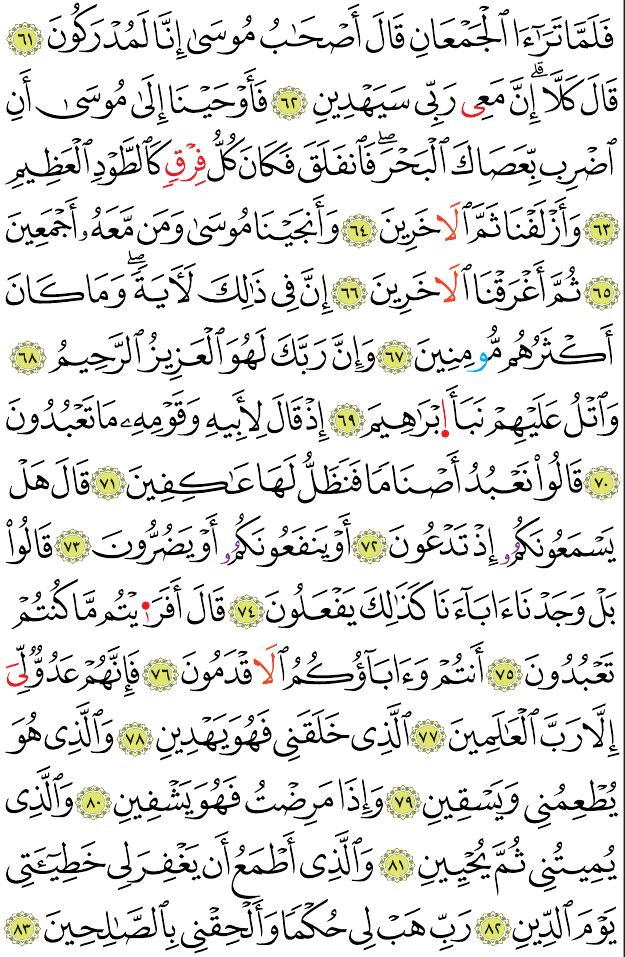 فَلَمَّا تَرَٰٓءَا ٱلْجَمْعَانِ قَالَ أَصْحَٰبُ مُوسَىٰ إِنَّا لَمُدْرَكُونَ ٦١
قَالَ كَلَّآ ۖ إِنَّ مَعِى رَبِّى سَيَهْدِينِ ٦٢ فَأَوْحَيْنَا إِلَىٰ مُوسَىٰ أَنِ
ٱضْرِب بِّعَصَاكَ ٱلْبَحْرَ ۖ فَٱنفَلَقَ فَكَانَ كُلُّ فِرْقٍ كَٱلطَّوْدِ ٱلْعَظِيمِ
٦٣ وَأَزْلَفْنَا ثَمَّ ٱلَاخَرِينَ ٦٤ وَأَنجَيْنَا مُوسَىٰ وَمَن مَّعَهُۥ أَجْمَعِينَ
٦٥ ثُمَّ أَغْرَقْنَا ٱلَاخَرِينَ ٦٦ إِنَّ فِى ذَٰلِكَ لَأَيَةً ۖ وَمَا كَانَ
أَكْثَرُهُم مُّومِنِينَ ٦٧ وَإِنَّ رَبَّكَ لَهُوَ ٱلْعَزِيزُ ٱلرَّحِيمُ ٦٨
وَٱتْلُ عَلَيْهِمْ نَبَأَ إِبْرَٰهِيمَ ٦٩ إِذْ قَالَ لِأَبِيهِ وَقَوْمِهِۦ مَا تَعْبُدُونَ
٧٠ قَالُوا۟ نَعْبُدُ أَصْنَامًا فَنَظَلُّ لَهَا عَٰكِفِينَ ٧١ قَالَ هَلْ
يَسْمَعُونَكُمُۥ إِذْ تَدْعُونَ ٧٢ أَوْ يَنفَعُونَكُمُۥ أَوْ يَضُرُّونَ ٧٣ قَالُوا۟
بَلْ وَجَدْنَا ءَابَآءَنَا كَذَٰلِكَ يَفْعَلُونَ ٧٤ قَالَ أَفَرَٰ۬يْتُم مَّا كُنتُمْ
تَعْبُدُونَ ٧٥ أَنتُمْ وَءَابَآؤُكُمُ ٱلَاقْدَمُونَ ٧٦ فَإِنَّهُمْ عَدُوٌّ لِّىَ
إِلَّا رَبَّ ٱلْعَٰلَمِينَ ٧٧ ٱلَّذِى خَلَقَنِى فَهُوَ يَهْدِينِ ٧٨ وَٱلَّذِى هُوَ
يُطْعِمُنِى وَيَسْقِينِ ٧٩ وَإِذَا مَرِضْتُ فَهُوَ يَشْفِينِ ٨٠ وَٱلَّذِى
يُمِيتُنِى ثُمَّ يُحْيِينِ ٨١ وَٱلَّذِى أَطْمَعُ أَن يَغْفِرَ لِى خَطِيٓـَٔتِى
يَوْمَ ٱلدِّينِ ٨٢ رَبِّ هَبْ لِى حُكْمًا وَأَلْحِقْنِى بِٱلصَّٰلِحِينَ ٨٣